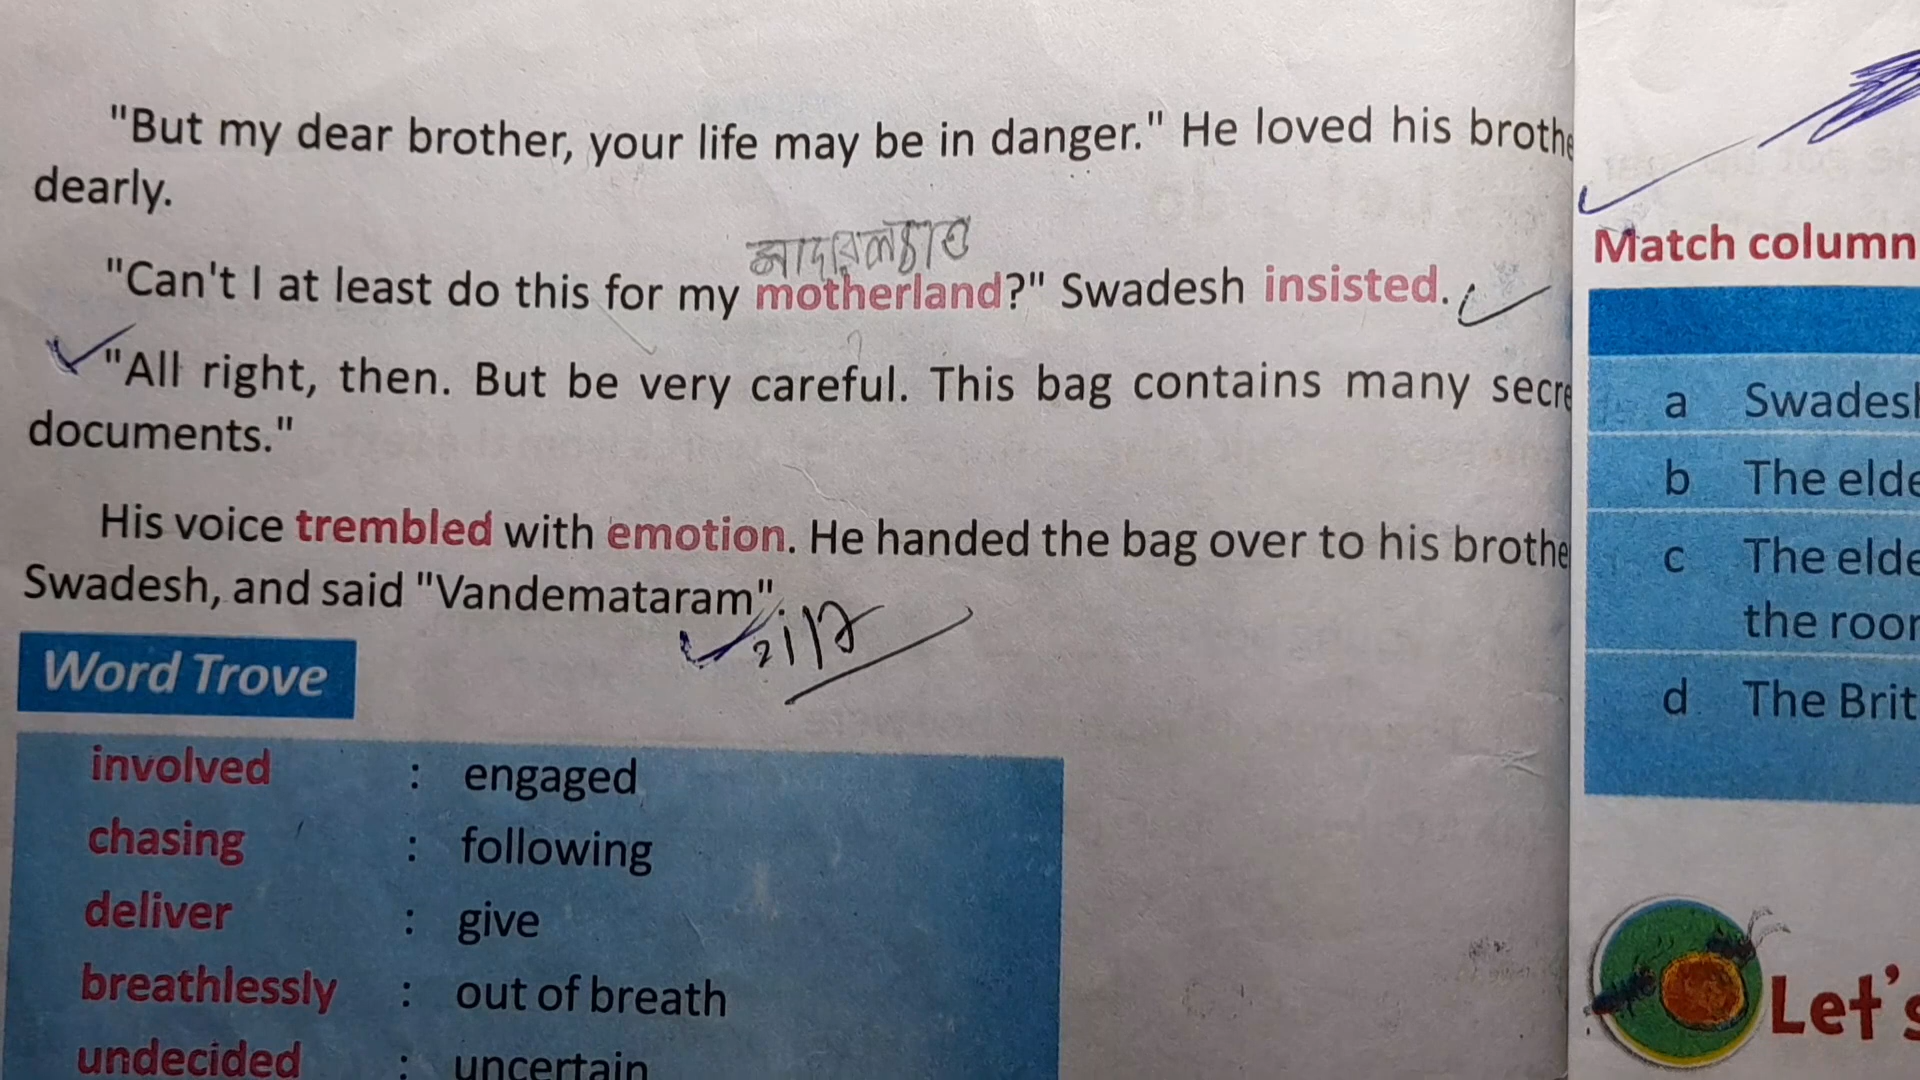 "But my dear brother, your life may be in danger." He loved his brothe
dearly.
"Can't I at least do this for my motherland?" Swadesh insisted.
"All right, then. But be very careful. This bag contains many secre
documents."
His voice trembled with emotion. He handed the bag over to his brothe
Swadesh, and said "Vandemataram".
Word Trove
involved : engaged
chasing : following
deliver : give
breathlessly : out of breath
undecided : uncertain
Match column
a Swadesh
b The elde
c The elde
the roor
d The Brit
Let's